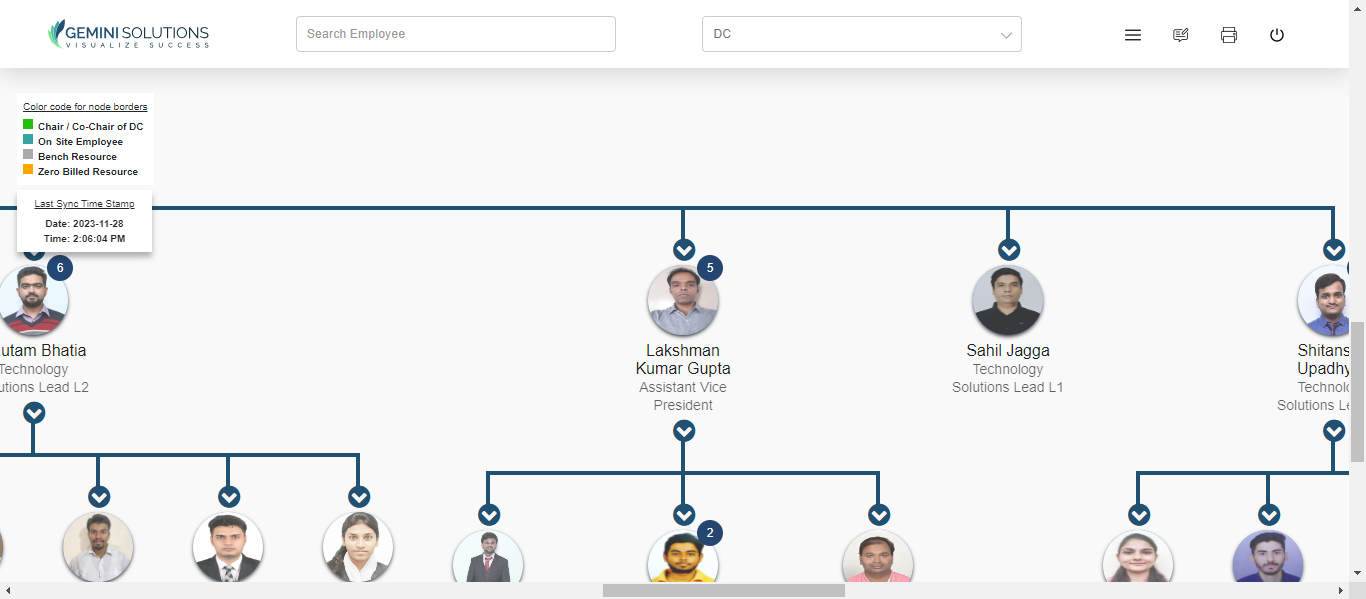 GEMINI SOLUTIONS
VISUALIZE SUCCESS
Search Employee
DC
Color code for node borders
Chair / Co-Chair of DC
On Site Employee
Bench Resource
Zero Billed Resource
Last Sync Time Stamp
Date: 2023-11-28
Time: 2:06:04 PM
6
utam Bhatia
Technology
utions Lead L2
5
Lakshman
Kumar Gupta
Assistant Vice
President
Sahil Jagga
Technology
Solutions Lead L1
Shitans
Upadhy
Technol
Solutions Le
2